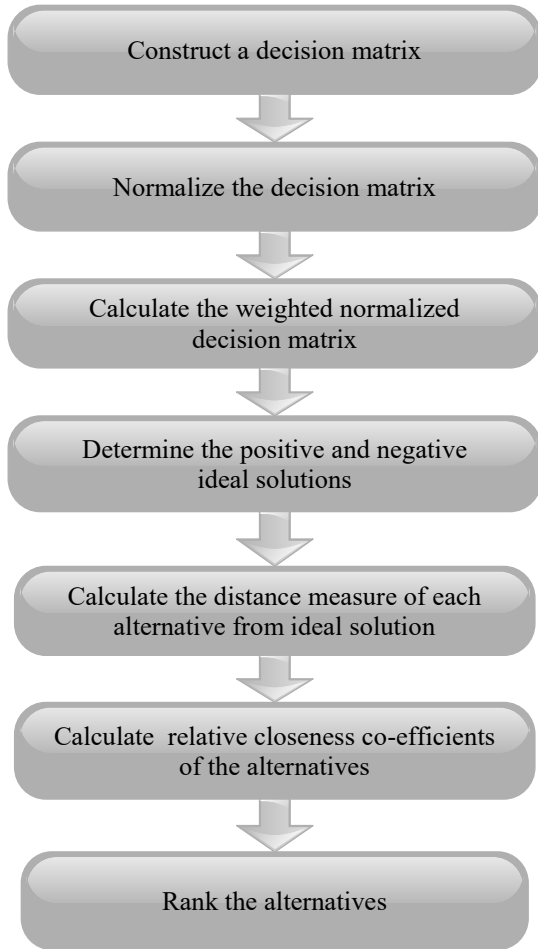 Construct a decision matrix
Normalize the decision matrix
Calculate the weighted normalized
decision matrix
Determine the positive and negative
ideal solutions
Calculate the distance measure of each
alternative from ideal solution
Calculate  relative closeness co-efficients
of the alternatives
Rank the alternatives